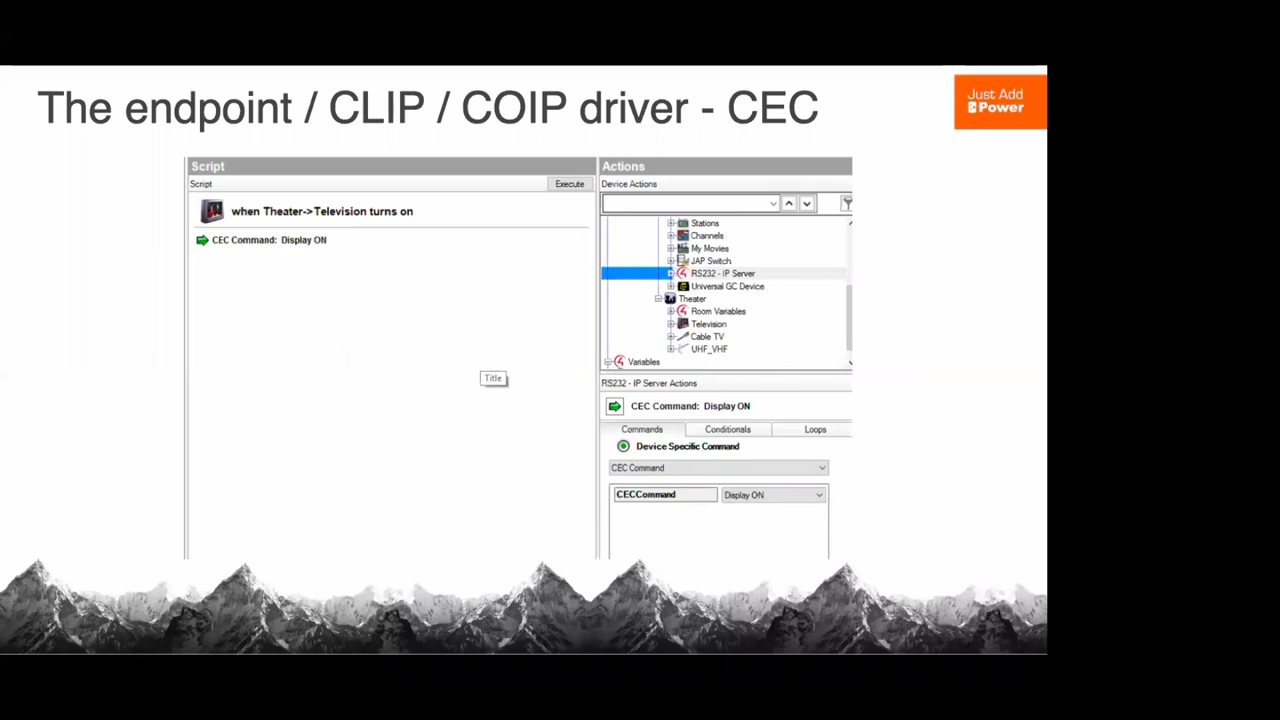 The endpoint / CLIP / COIP driver - CEC
Just Add
Power
Script
Script
Execute
when Theater->Television turns on
CEC Command: Display ON
Title
Actions
Device Actions
Stations
Channels
My Movies
JAP Switch
RS232 - IP Server
Universal GC Device
Theater
Room Variables
Television
Cable TV
UHF_VHF
Variables
RS232 - IP Server Actions
CEC Command: Display ON
Commands Conditionals Loops
Device Specific Command
CEC Command
CECCommand Display ON